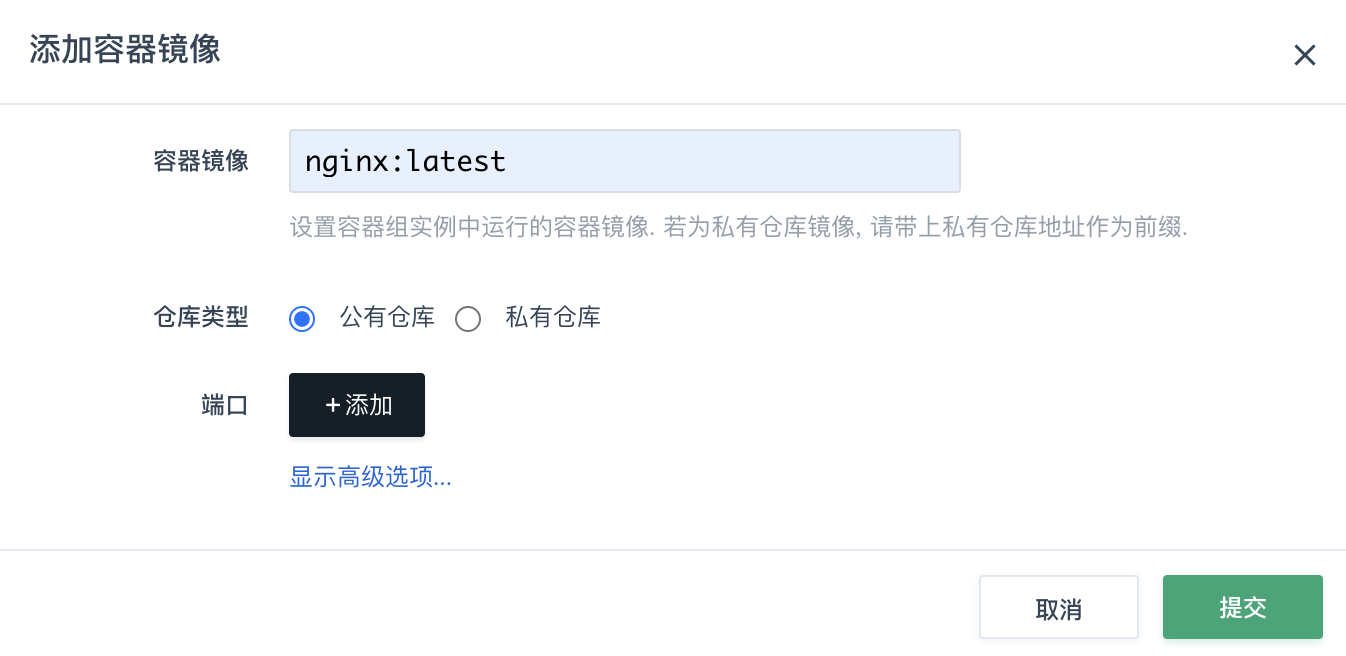 添加容器镜像
容器镜像 nginx:latest
设置容器组实例中运行的容器镜像. 若为私有仓库镜像, 请带上私有仓库地址作为前缀.
仓库类型 公有仓库 私有仓库
端口 +添加
显示高级选项...
取消 提交